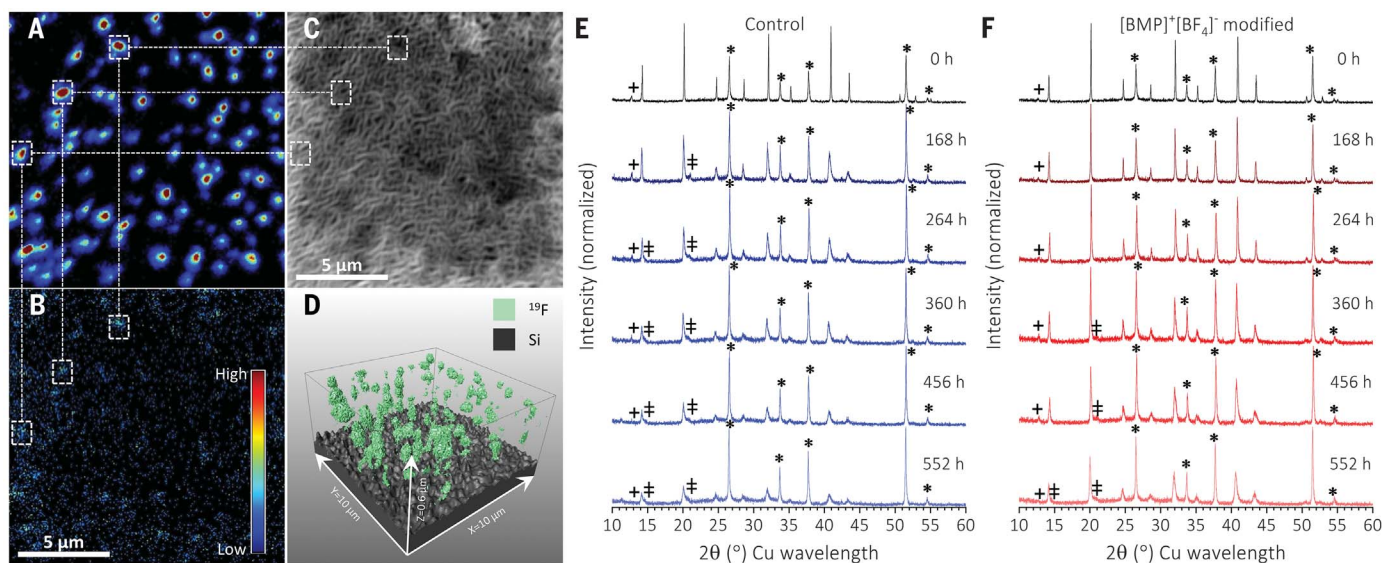 A
C
5 µm
B
High
Low
5 µm
D
¹⁹F
Si
Y=10 µm
Z=0.6 µm
X=10 µm
E
Control
Intensity (normalized)
0 h
+ * * * * *
168 h
+ ‡ * * * * *
264 h
+ ‡ ‡ * * * * *
360 h
+ ‡ ‡ * * * * *
456 h
+ ‡ ‡ * * * * *
552 h
+ ‡ ‡ * * * * *
10 15 20 25 30 35 40 45 50 55 60
2θ (°) Cu wavelength
F
[BMP]⁺[BF₄]⁻ modified
Intensity (normalized)
0 h
+ * * * * *
168 h
+ * * * * *
264 h
+ * * * * *
360 h
+ ‡ * * * * *
456 h
+ ‡ * * * * *
552 h
+ ‡ ‡ * * * *
10 15 20 25 30 35 40 45 50 55 60
2θ (°) Cu wavelength